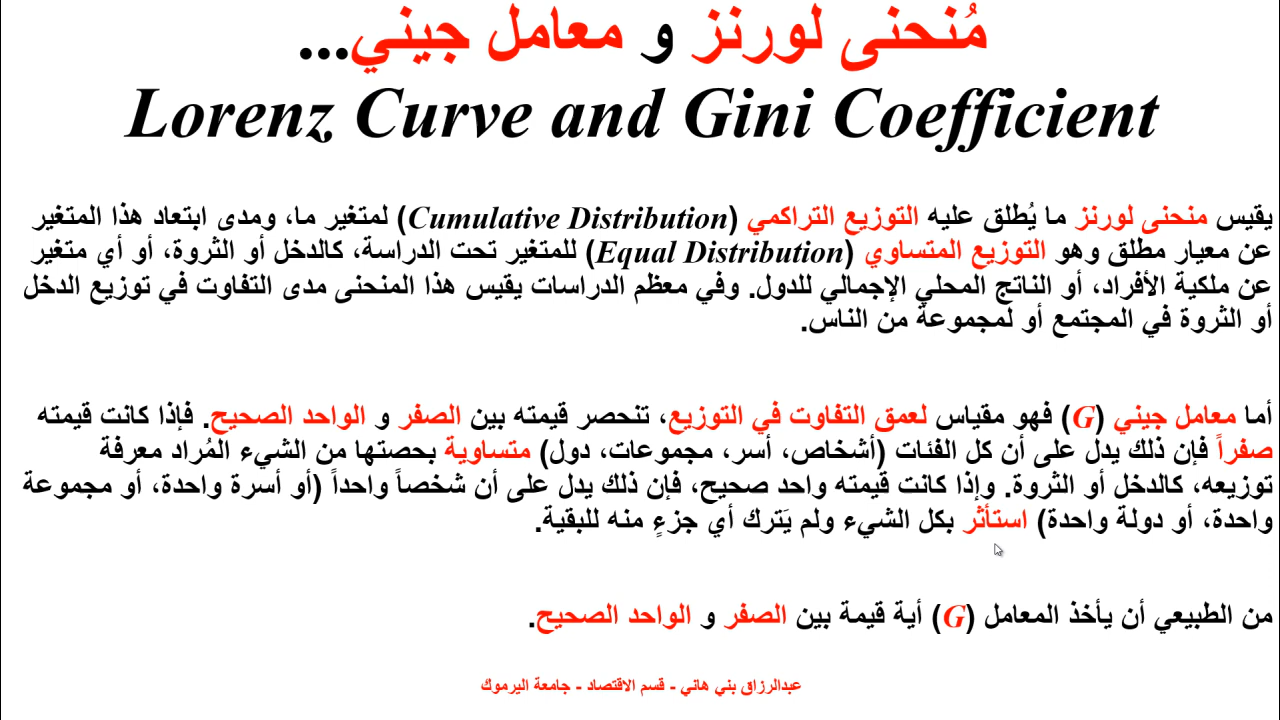 مُنحنى لورنز و معامل جيني...
Lorenz Curve and Gini Coefficient
يقيس منحنى لورنز ما يُطلق عليه التوزيع التراكمي (Cumulative Distribution) لمتغير ما، ومدى ابتعاد هذا المتغير
عن معيار مطلق وهو التوزيع المتساوي (Equal Distribution) للمتغير تحت الدراسة، كالدخل أو الثروة، أو أي متغير
عن ملكية الأفراد، أو الناتج المحلي الإجمالي للدول. وفي معظم الدراسات يقيس هذا المنحنى مدى التفاوت في توزيع الدخل
أو الثروة في المجتمع أو لمجموعة من الناس.
أما معامل جيني (G) فهو مقياس لعمق التفاوت في التوزيع، تنحصر قيمته بين الصفر و الواحد الصحيح. فإذا كانت قيمته
صفراً فإن ذلك يدل على أن كل الفئات (أشخاص، أسر، مجموعات، دول) متساوية بحصتها من الشيء المُراد معرفة
توزيعه، كالدخل أو الثروة. وإذا كانت قيمته واحد صحيح، فإن ذلك يدل على أن شخصاً واحداً (أو أسرة واحدة، أو مجموعة
واحدة، أو دولة واحدة) استأثر بكل الشيء ولم يَترك أي جزءٍ منه للبقية.
من الطبيعي أن يأخذ المعامل (G) أية قيمة بين الصفر و الواحد الصحيح.
عبدالرزاق بني هاني - قسم الاقتصاد - جامعة اليرموك